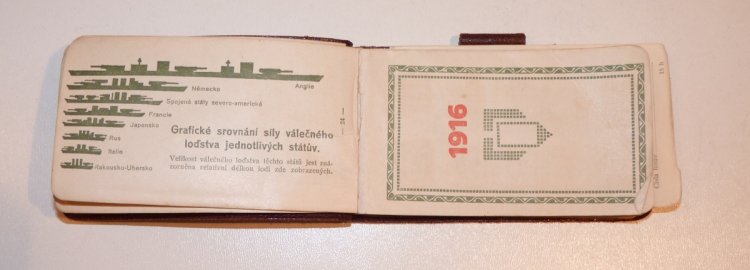 Anglie
Německo
Spojené státy severo-americké
Francie
Japonsko
Rus
Italie
Rakousko-Uhersko
Grafické srovnání síly válečného
loďstva jednotlivých státův.
Velikost válečného loďstva těchto států jest zná-
zorněna relativní délkou lodí zde zobrazených.
1916